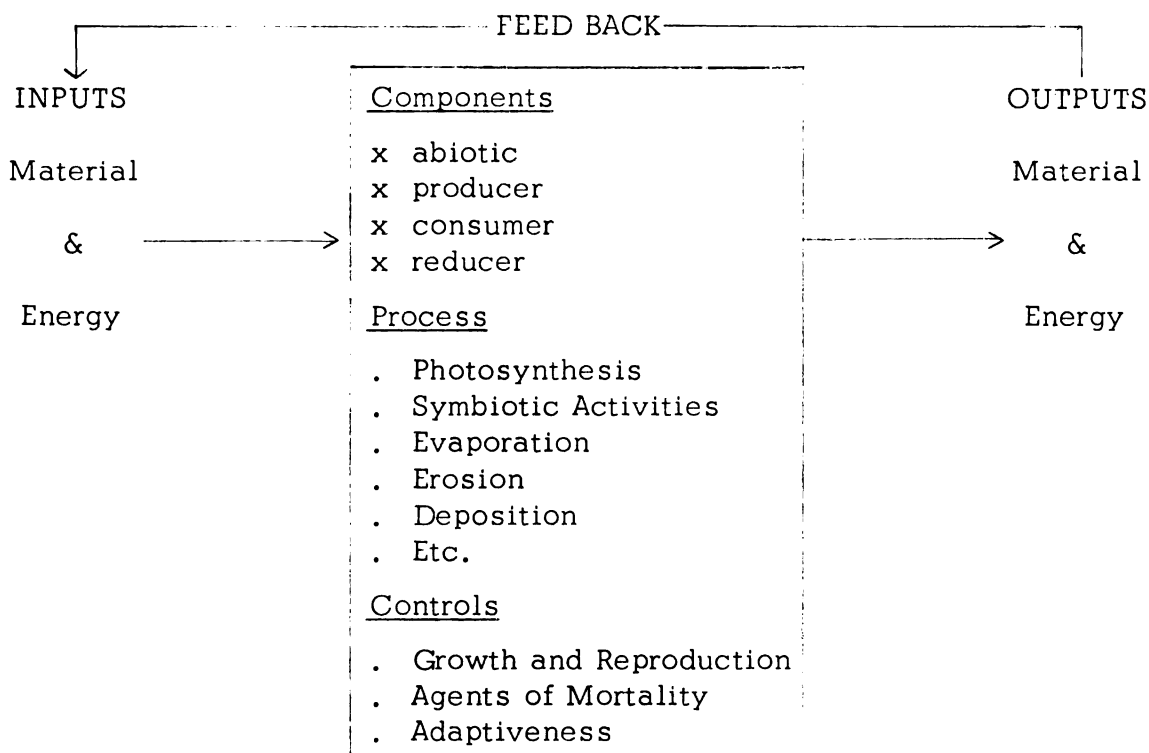 FEED BACK
INPUTS
Material
&
Energy
Components
x abiotic
x producer
x consumer
x reducer
Process
. Photosynthesis
. Symbiotic Activities
. Evaporation
. Erosion
. Deposition
. Etc.
Controls
. Growth and Reproduction
. Agents of Mortality
. Adaptiveness
OUTPUTS
Material
&
Energy